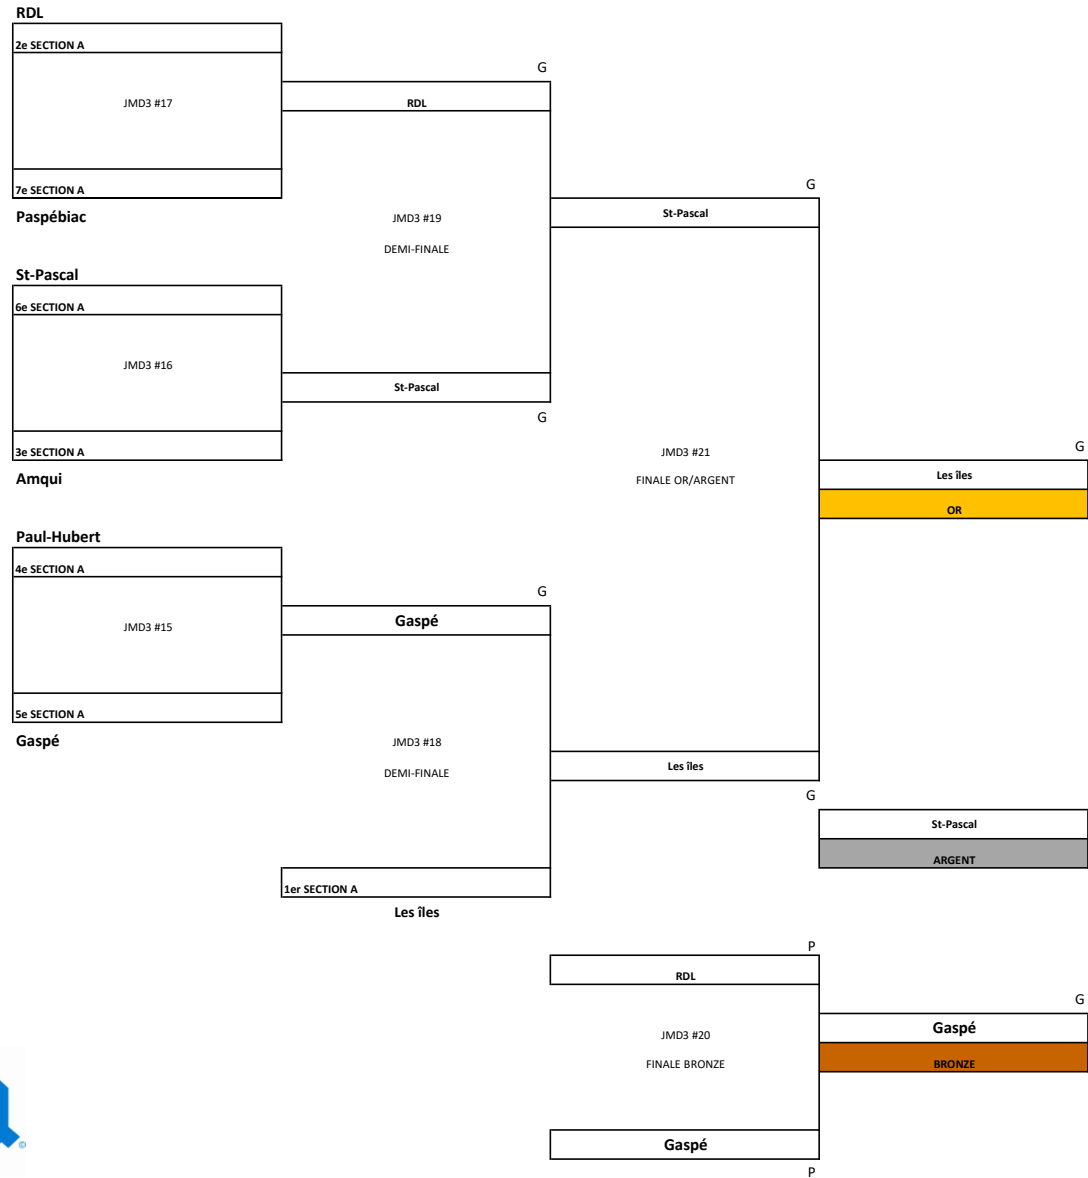 RDL
2e SECTION A
G
JMD3 #17
RDL
7e SECTION A
G
Paspébiac
JMD3 #19
St-Pascal
DEMI-FINALE
St-Pascal
6e SECTION A
JMD3 #16
St-Pascal
G
3e SECTION A
JMD3 #21
G
Amqui
FINALE OR/ARGENT
Les îles
OR
Paul-Hubert
4e SECTION A
G
JMD3 #15
Gaspé
5e SECTION A
Gaspé
JMD3 #18
DEMI-FINALE
Les îles
G
St-Pascal
ARGENT
1er SECTION A
Les îles
P
RDL
G
JMD3 #20
Gaspé
FINALE BRONZE
BRONZE
Gaspé
P
©